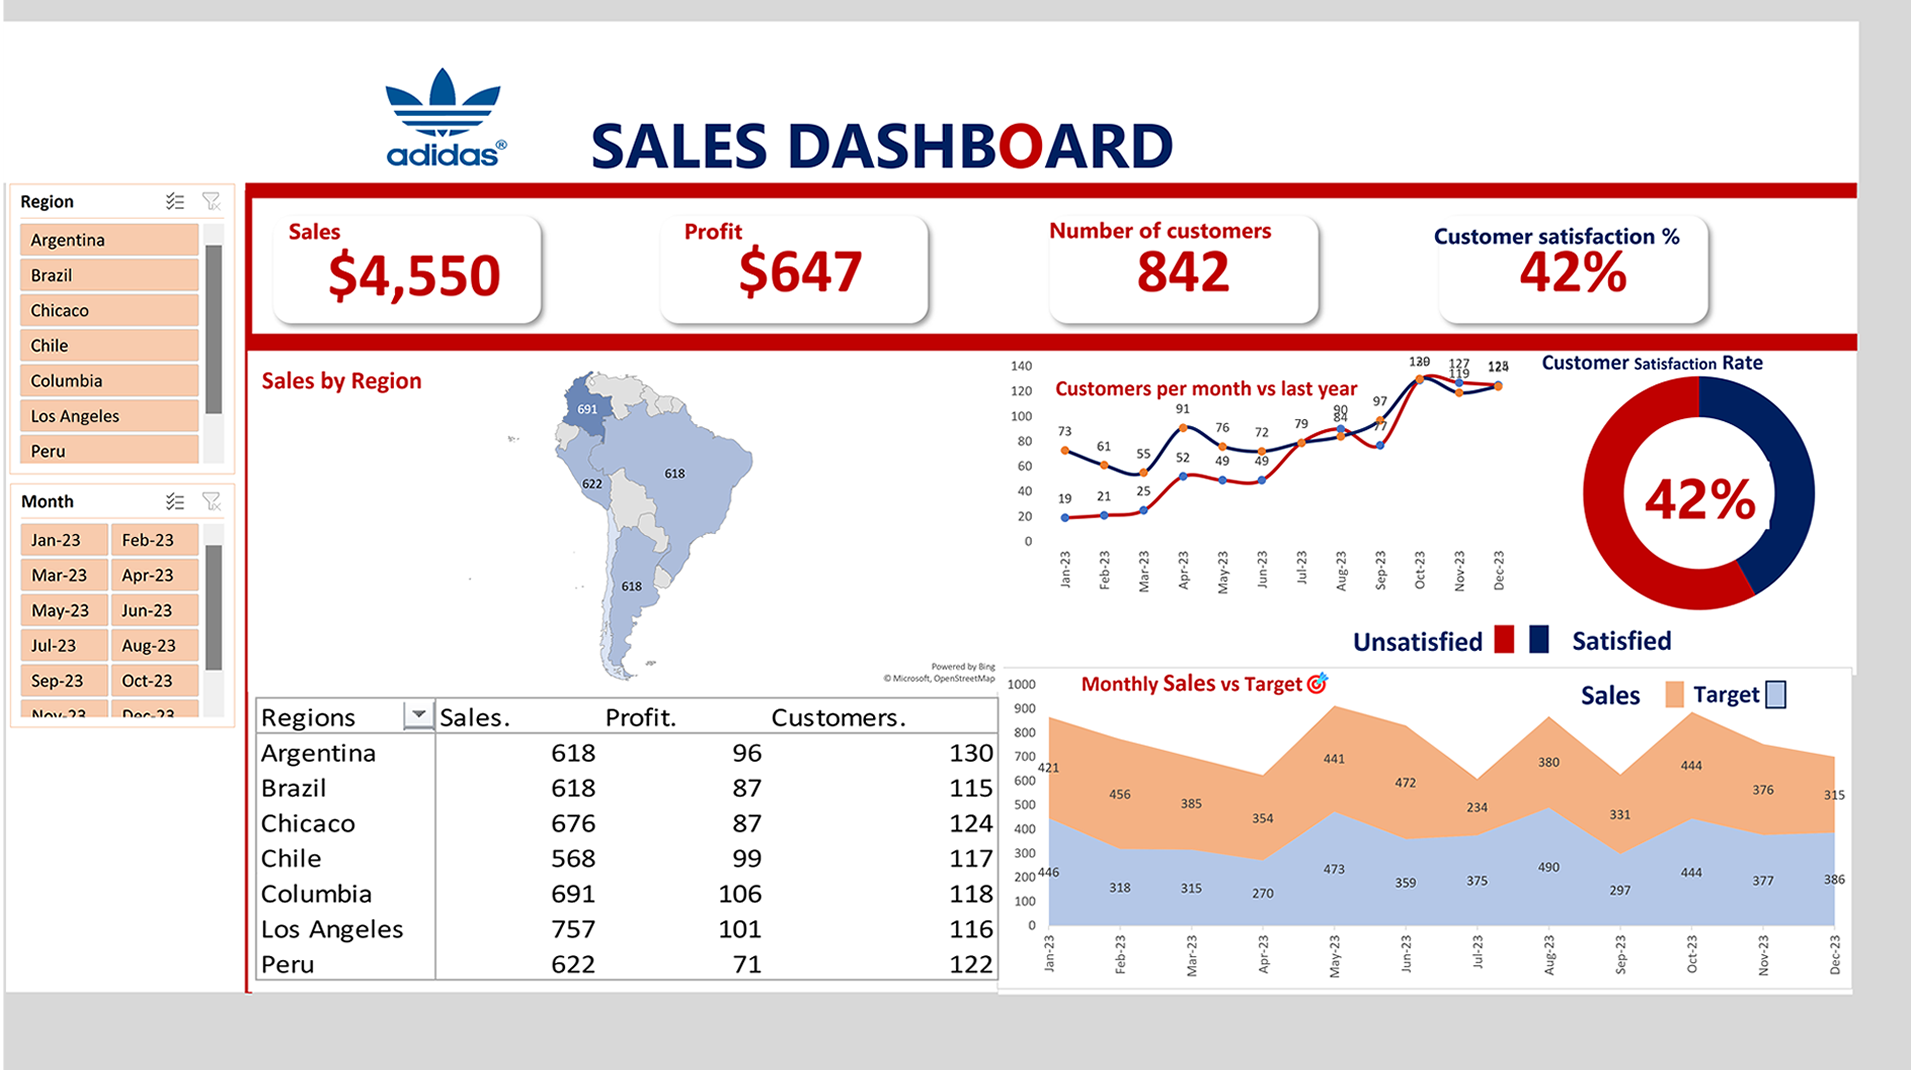 adidas®
SALES DASHBOARD
Region
Argentina
Brazil
Chicaco
Chile
Columbia
Los Angeles
Peru
Month
Jan-23 Feb-23
Mar-23 Apr-23
May-23 Jun-23
Jul-23 Aug-23
Sep-23 Oct-23
Nov-23 Dec-23
Sales
$4,550
Profit
$647
Number of customers
842
Customer satisfaction %
42%
Sales by Region
691
618
622
618
Powered by Bing
© Microsoft, OpenStreetMap
Customers per month vs last year
140
120
100
80
60
40
20
0
73 61 55 91 76 72 79 84 97 119
19 21 25 52 49 49 90 77 127
Jan-23 Feb-23 Mar-23 Apr-23 May-23 Jun-23 Jul-23 Aug-23 Sep-23 Oct-23 Nov-23 Dec-23
Customer Satisfaction Rate
42%
Unsatisfied Satisfied
Regions Sales. Profit. Customers.
Argentina 618 96 130
Brazil 618 87 115
Chicaco 676 87 124
Chile 568 99 117
Columbia 691 106 118
Los Angeles 757 101 116
Peru 622 71 122
Monthly Sales vs Target
Sales Target
1000
900
800
700
600
500
400
300
200
100
0
421 456 385 354 441 472 234 380 331 444 376 315
446 318 315 270 473 359 375 490 297 444 377 386
Jan-23 Feb-23 Mar-23 Apr-23 May-23 Jun-23 Jul-23 Aug-23 Sep-23 Oct-23 Nov-23 Dec-23